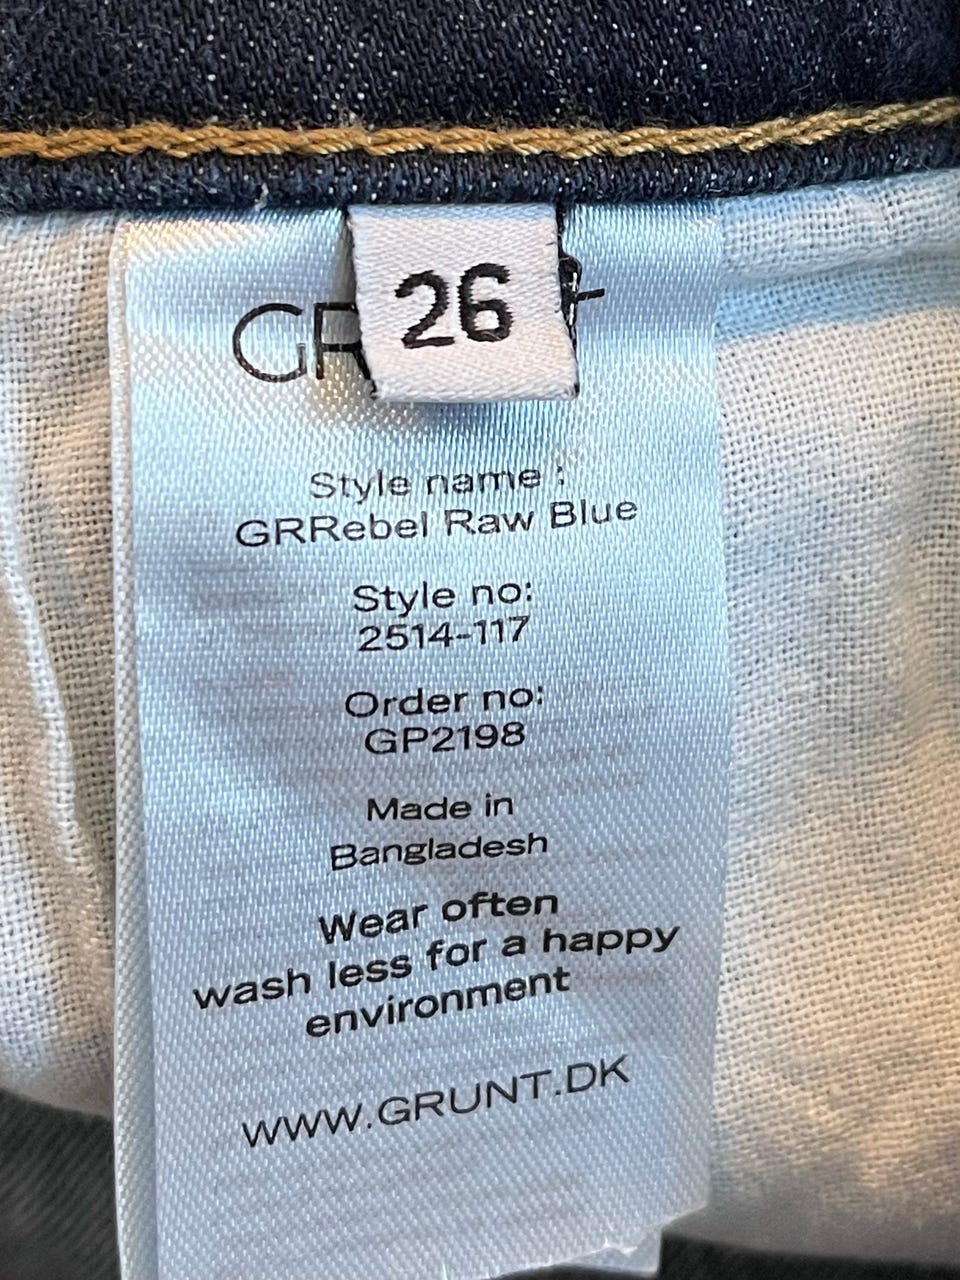 26
Style name :
GRRebel Raw Blue
Style no:
2514-117
Order no:
GP2198
Made in
Bangladesh
Wear often
wash less for a happy
environment
WWW.GRUNT.DK